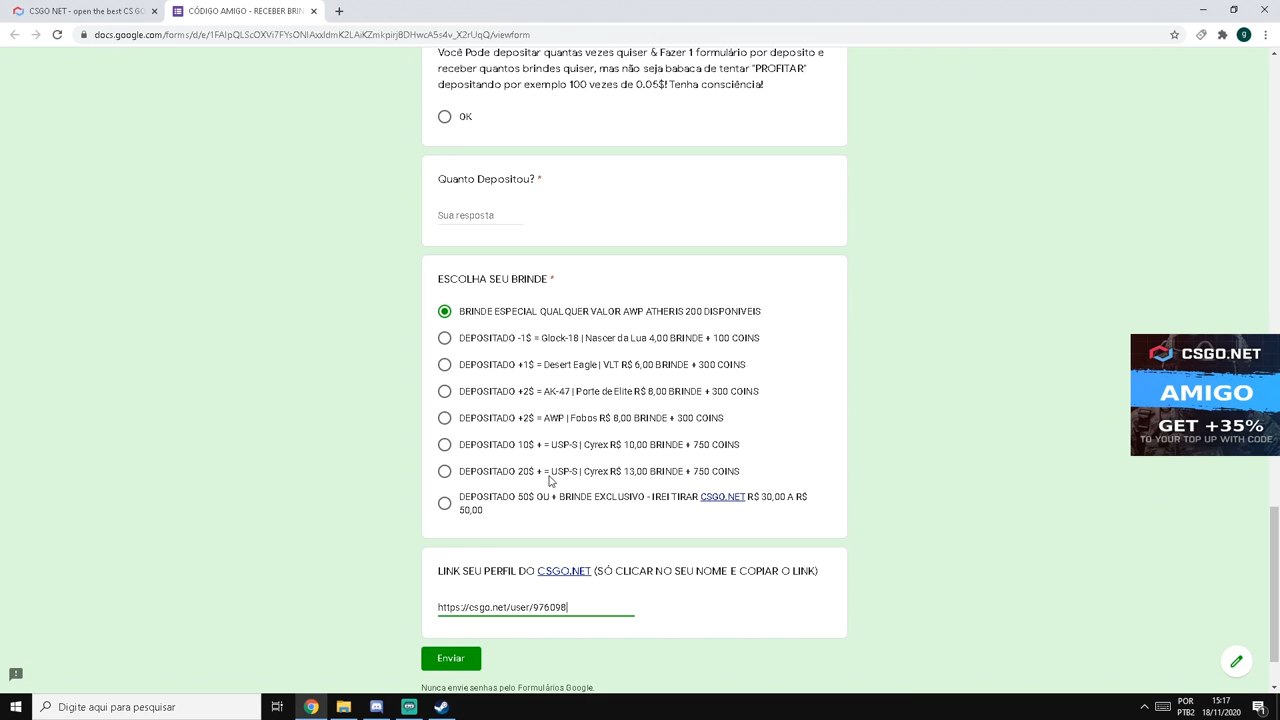 CSGO.NET - open the best CS GO
CÓDIGO AMIGO - RECEBER BRIN
docs.google.com/forms/d/e/1FAIpQLScOXVi7FYsONIAxxldmK2LAiKZmkpirj8DHwcA5s4v_X2rUqQ/viewform
g
Você Pode depositar quantas vezes quiser & Fazer 1 formulário por deposito e
receber quantos brindes quiser, mas não seja babaca de tentar "PROFITAR"
depositando por exemplo 100 vezes de 0.05$! Tenha consciência!
OK
Quanto Depositou? *
Sua resposta
ESCOLHA SEU BRINDE *
BRINDE ESPECIAL QUALQUER VALOR AWP ATHERIS 200 DISPONIVEIS
DEPOSITADO -1$ = Glock-18 | Nascer da Lua 4,00 BRINDE + 100 COINS
DEPOSITADO +1$ = Desert Eagle | VLT R$ 6,00 BRINDE + 300 COINS
DEPOSITADO +2$ = AK-47 | Porte de Elite R$ 8,00 BRINDE + 300 COINS
DEPOSITADO +2$ = AWP | Fobos R$ 8,00 BRINDE + 300 COINS
DEPOSITADO 10$ + = USP-S | Cyrex R$ 10,00 BRINDE + 750 COINS
DEPOSITADO 20$ + = USP-S | Cyrex R$ 13,00 BRINDE + 750 COINS
DEPOSITADO 50$ OU + BRINDE EXCLUSIVO - IREI TIRAR CSGO.NET R$ 30,00 A R$
50,00
CSGO.NET
AMIGO
GET +35%
TO YOUR TOP UP WITH CODE
LINK SEU PERFIL DO CSGO.NET (SÓ CLICAR NO SEU NOME E COPIAR O LINK)
https://csgo.net/user/976098
Enviar
Nunca envie senhas pelo Formulários Google.
Digite aqui para pesquisar
POR
PTB2
15:17
18/11/2020
1